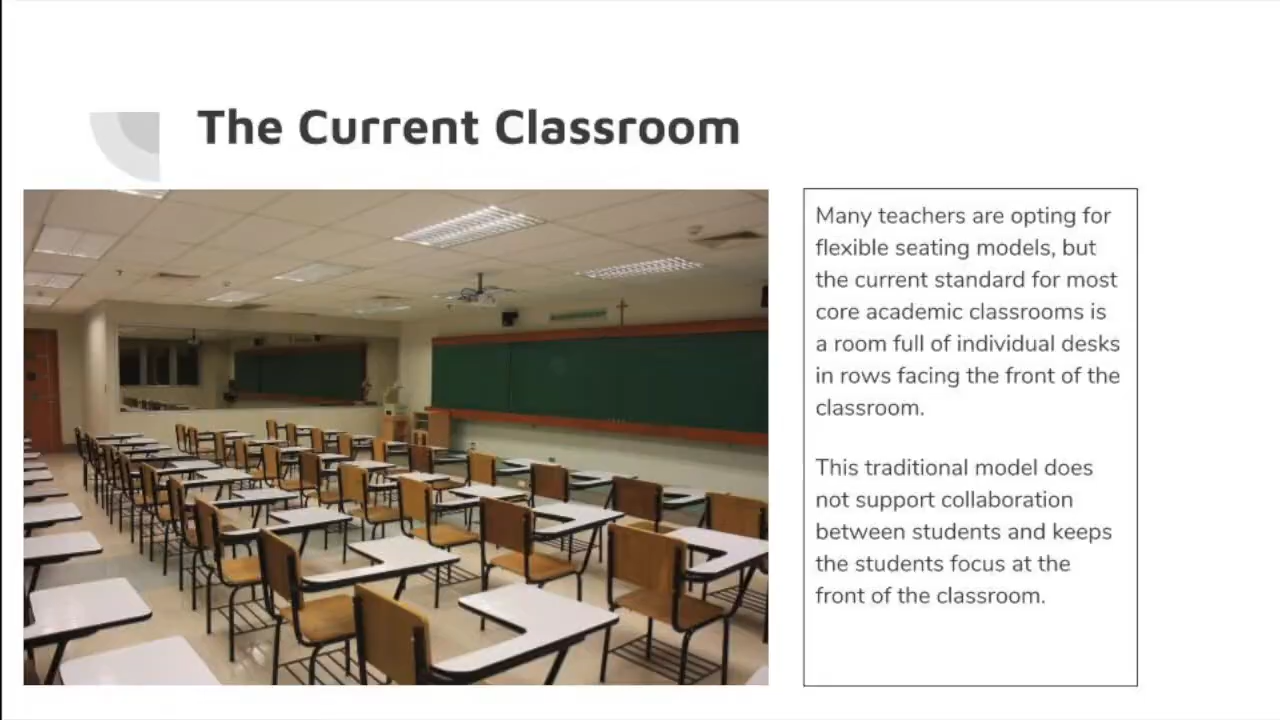 The Current Classroom
Many teachers are opting for
flexible seating models, but
the current standard for most
core academic classrooms is
a room full of individual desks
in rows facing the front of the
classroom.
This traditional model does
not support collaboration
between students and keeps
the students focus at the
front of the classroom.